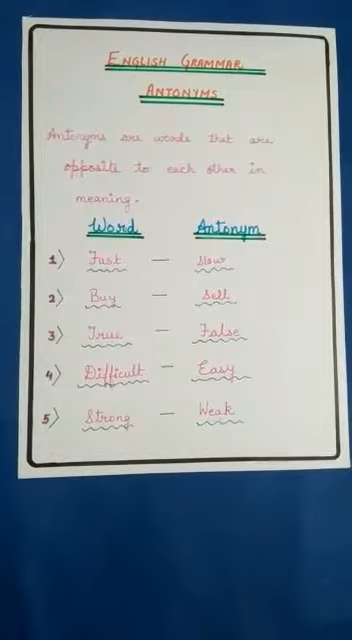 ENGLISH GRAMMAR
ANTONYMS
Antonyms are words that are
opposite to each other in
meaning.
Word Antonym
1) Fast — Slow
2) Buy — Sell
3) True — False
4) Difficult — Easy
5) Strong — Weak